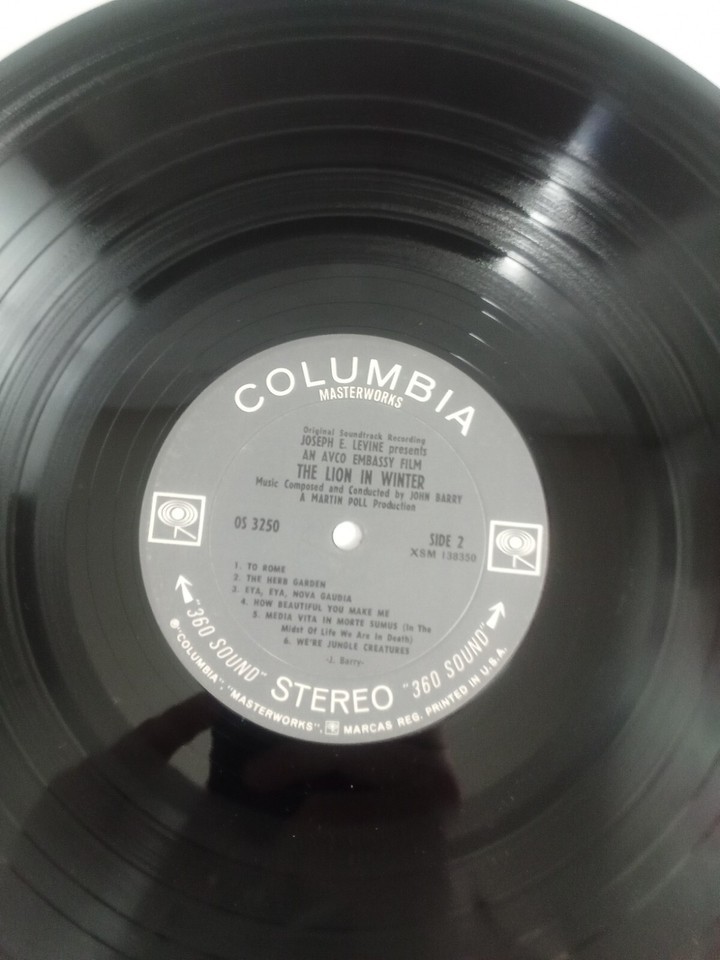 COLUMBIA
MASTERWORKS
Original Soundtrack Recording
JOSEPH E. LEVINE presents
AN AVCO EMBASSY FILM
THE LION IN WINTER
Music Composed and Conducted by JOHN BARRY
A MARTIN POLL Production
OS 3250
SIDE 2
XSM 138350
1. TO ROME
2. THE HERB GARDEN
3. EYA, EYA, NOVA GAUDIA
4. HOW BEAUTIFUL YOU MAKE ME
5. MEDIA VITA IN MORTE SUMUS (In The
Midst Of Life We Are in Death)
6. WE'RE JUNGLE CREATURES
-J. Barry-
"360 SOUND" STEREO "360 SOUND"
℗"COLUMBIA", "MASTERWORKS", MARCAS REG. PRINTED IN U.S.A.